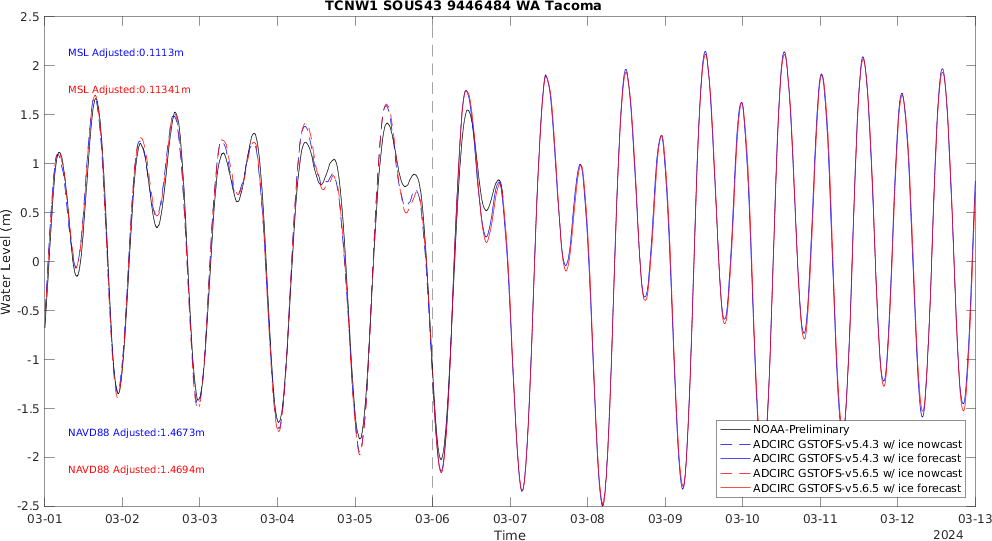 TCNW1 SOUS43 9446484 WA Tacoma
2.5
2
1.5
1
0.5
0
-0.5
-1
-1.5
-2
-2.5
Water Level (m)
MSL Adjusted:0.1113m
MSL Adjusted:0.11341m
NAVD88 Adjusted:1.4673m
NAVD88 Adjusted:1.4694m
NOAA-Preliminary
ADCIRC GSTOFS-v5.4.3 w/ ice nowcast
ADCIRC GSTOFS-v5.4.3 w/ ice forecast
ADCIRC GSTOFS-v5.6.5 w/ ice nowcast
ADCIRC GSTOFS-v5.6.5 w/ ice forecast
03-01 03-02 03-03 03-04 03-05 03-06 03-07 03-08 03-09 03-10 03-11 03-12 03-13
Time
2024